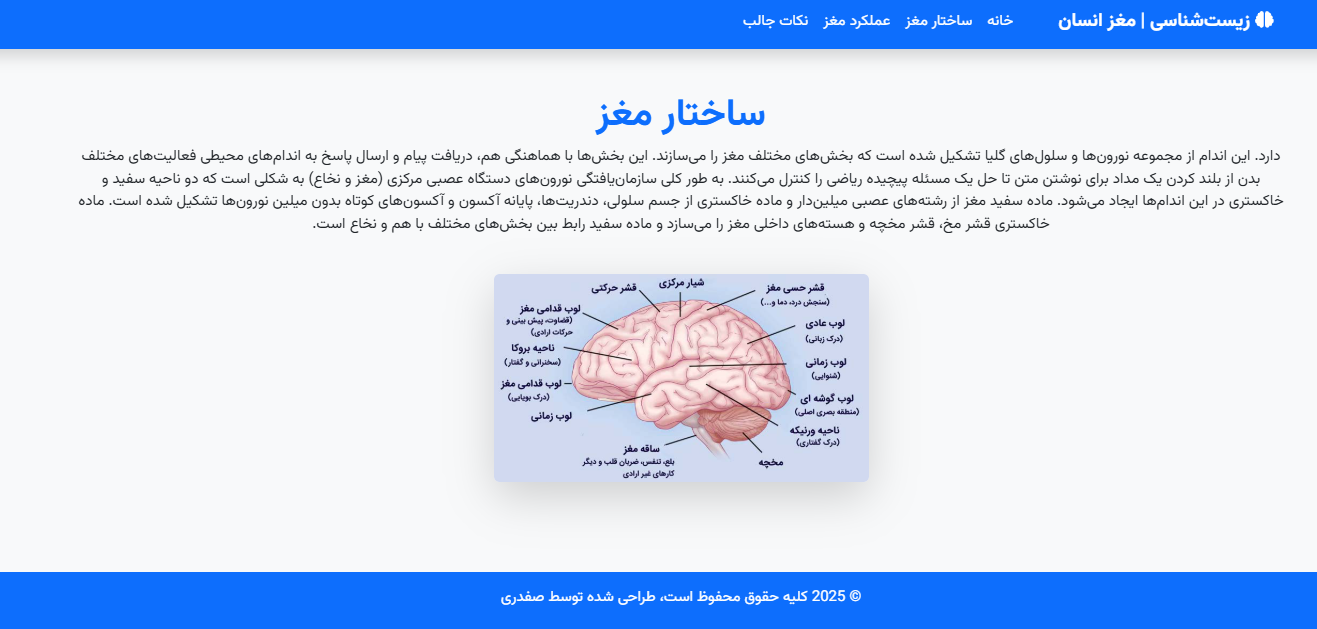 زیست‌شناسی | مغز انسان
خانه
ساختار مغز
عملکرد مغز
نکات جالب
ساختار مغز
دارد. این اندام از مجموعه نورون‌ها و سلول‌های گلیا تشکیل شده است که بخش‌های مختلف مغز را می‌سازند. این بخش‌ها با هماهنگی هم، دریافت پیام و ارسال پاسخ به اندام‌های محیطی فعالیت‌های مختلف
بدن از بلند کردن یک مداد برای نوشتن متن تا حل یک مسئله پیچیده ریاضی را کنترل می‌کنند. به طور کلی سازمان‌یافتگی نورون‌های دستگاه عصبی مرکزی (مغز و نخاع) به شکلی است که دو ناحیه سفید و
خاکستری در این اندام‌ها ایجاد می‌شود. ماده سفید مغز از رشته‌های عصبی میلین‌دار و ماده خاکستری از جسم سلولی، دندریت‌ها، پایانه آکسون و آکسون‌های کوتاه بدون میلین نورون‌ها تشکیل شده است. ماده
خاکستری قشر مخ، قشر مخچه و هسته‌های داخلی مغز را می‌سازد و ماده سفید رابط بین بخش‌های مختلف با هم و نخاع است.
قشر حسی مغز
(سنجش درد، دما و...)
شیار مرکزی
قشر حرکتی
لوب قدامی مغز
(قضاوت، پیش بینی و
حرکات ارادی)
لوب عادی
(درک زبانی)
ناحیه بروکا
(سخنرانی و گفتار)
لوب زمانی
(شنوایی)
لوب قدامی مغز
(درک بویایی)
لوب گوشه ای
(منطقه بصری اصلی)
لوب زمانی
ناحیه ورنیکه
(درک گفتاری)
ساقه مغز
بلع، تنفس، ضربان قلب و دیگر
کارهای غیر ارادی
مخچه
© 2025 کلیه حقوق محفوظ است، طراحی شده توسط صفدری